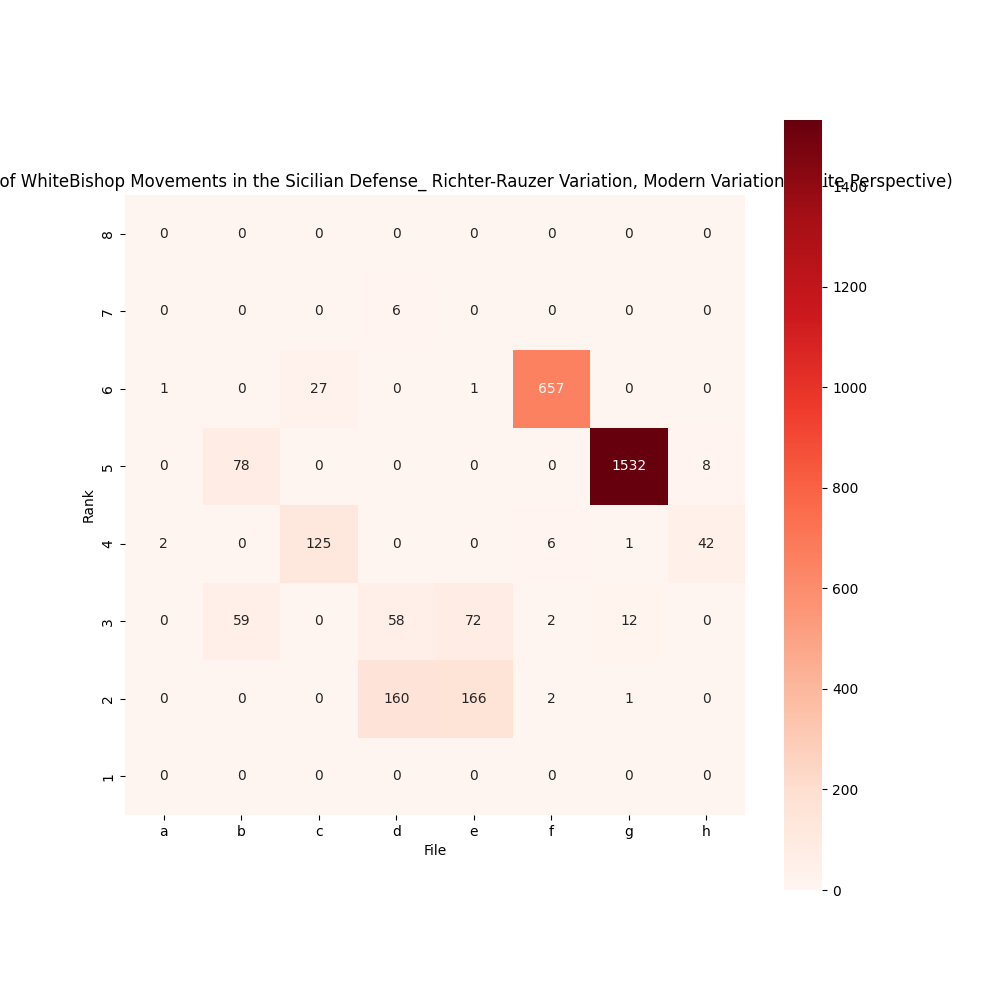 of WhiteBishop Movements in the Sicilian Defense_ Richter-Rauzer Variation, Modern Variation Perspective)
1400
8 0 0 0 0 0 0 0 0
1200
7 0 0 0 6 0 0 0 0
1000
6 1 0 27 0 1 657 0 0
800
5 0 78 0 0 0 0 1532 8
Rank
4 2 0 125 0 0 6 1 42
600
3 0 59 0 58 72 2 12 0
400
2 0 0 0 160 166 2 1 0
200
1 0 0 0 0 0 0 0 0
a b c d e f g h
File
0